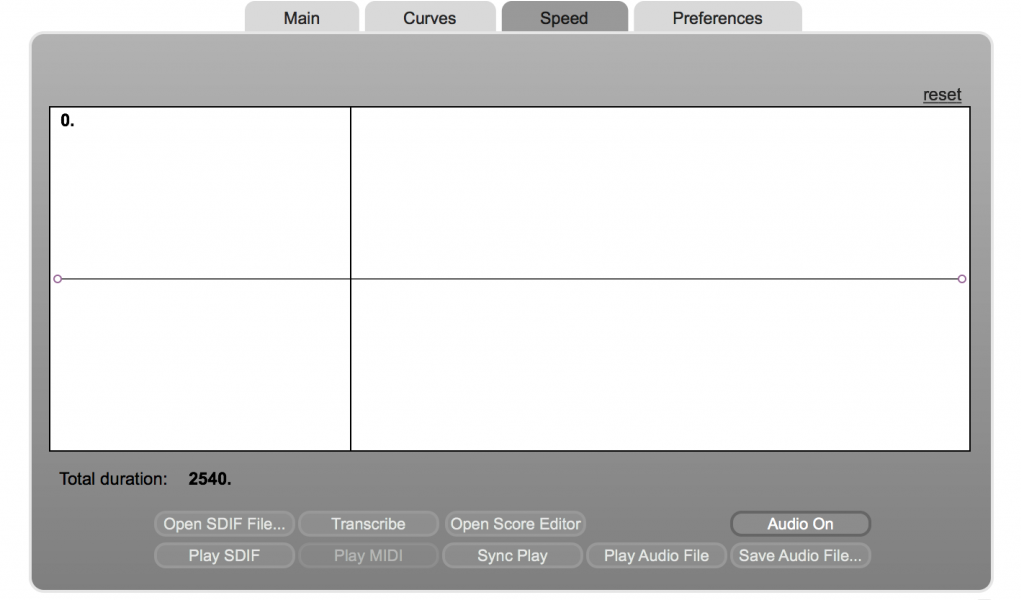 Main Curves Speed Preferences
reset
0.
Total duration: 2540.
Open SDIF File... Transcribe Open Score Editor Audio On
Play SDIF Play MIDI Sync Play Play Audio File Save Audio File...